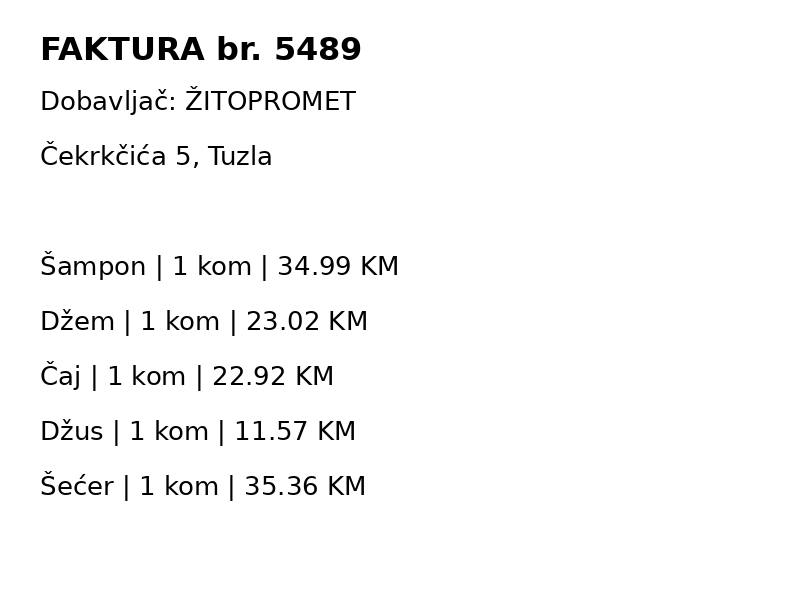 FAKTURA br. 5489
Dobavljač: ŽITOPROMET
Čekrkčića 5, Tuzla
Šampon | 1 kom | 34.99 KM
Džem | 1 kom | 23.02 KM
Čaj | 1 kom | 22.92 KM
Džus | 1 kom | 11.57 KM
Šećer | 1 kom | 35.36 KM